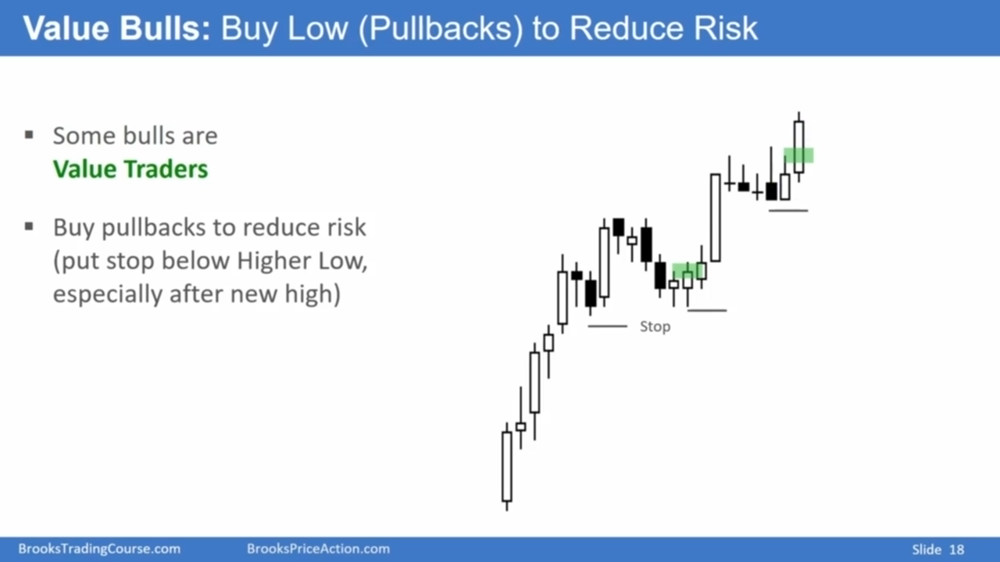 Value Bulls: Buy Low (Pullbacks) to Reduce Risk
▪ Some bulls are
Value Traders
▪ Buy pullbacks to reduce risk
(put stop below Higher Low,
especially after new high)
Stop
BrooksTradingCourse.com
BrooksPriceAction.com
Slide 18